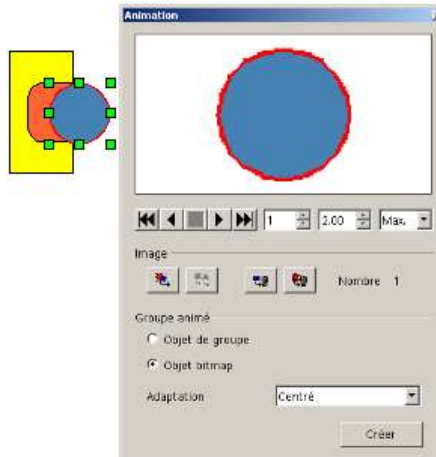 Animation
1 2.00 Max.
Image
Nombre 1
Groupe animé
Objet de groupe
Objet bitmap
Adaptation Centré
Créer